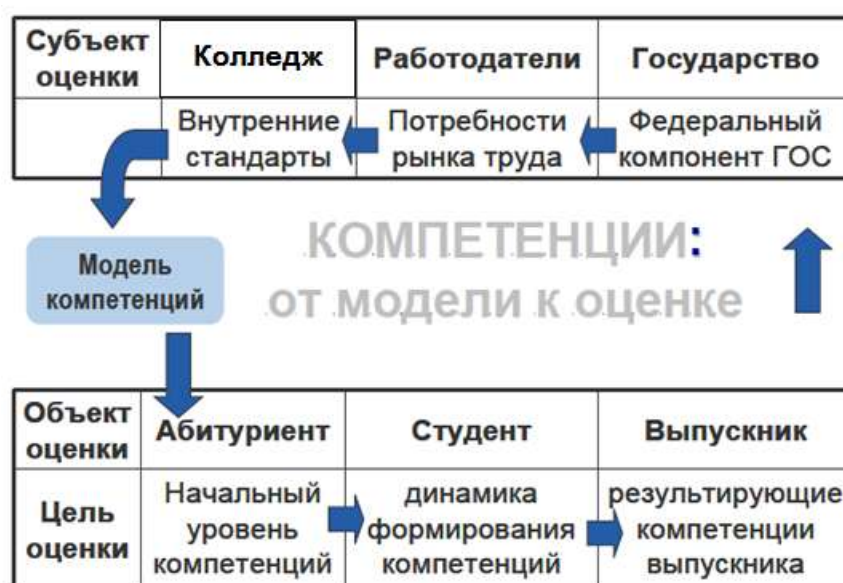 Субъект оценки
Колледж
Работодатели
Государство
Внутренние стандарты
Потребности рынка труда
Федеральный компонент ГОС
Модель компетенций
КОМПЕТЕНЦИИ:
от модели к оценке
Объект оценки
Абитуриент
Студент
Выпускник
Цель оценки
Начальный уровень компетенций
динамика формирования компетенций
результирующие компетенции выпускника